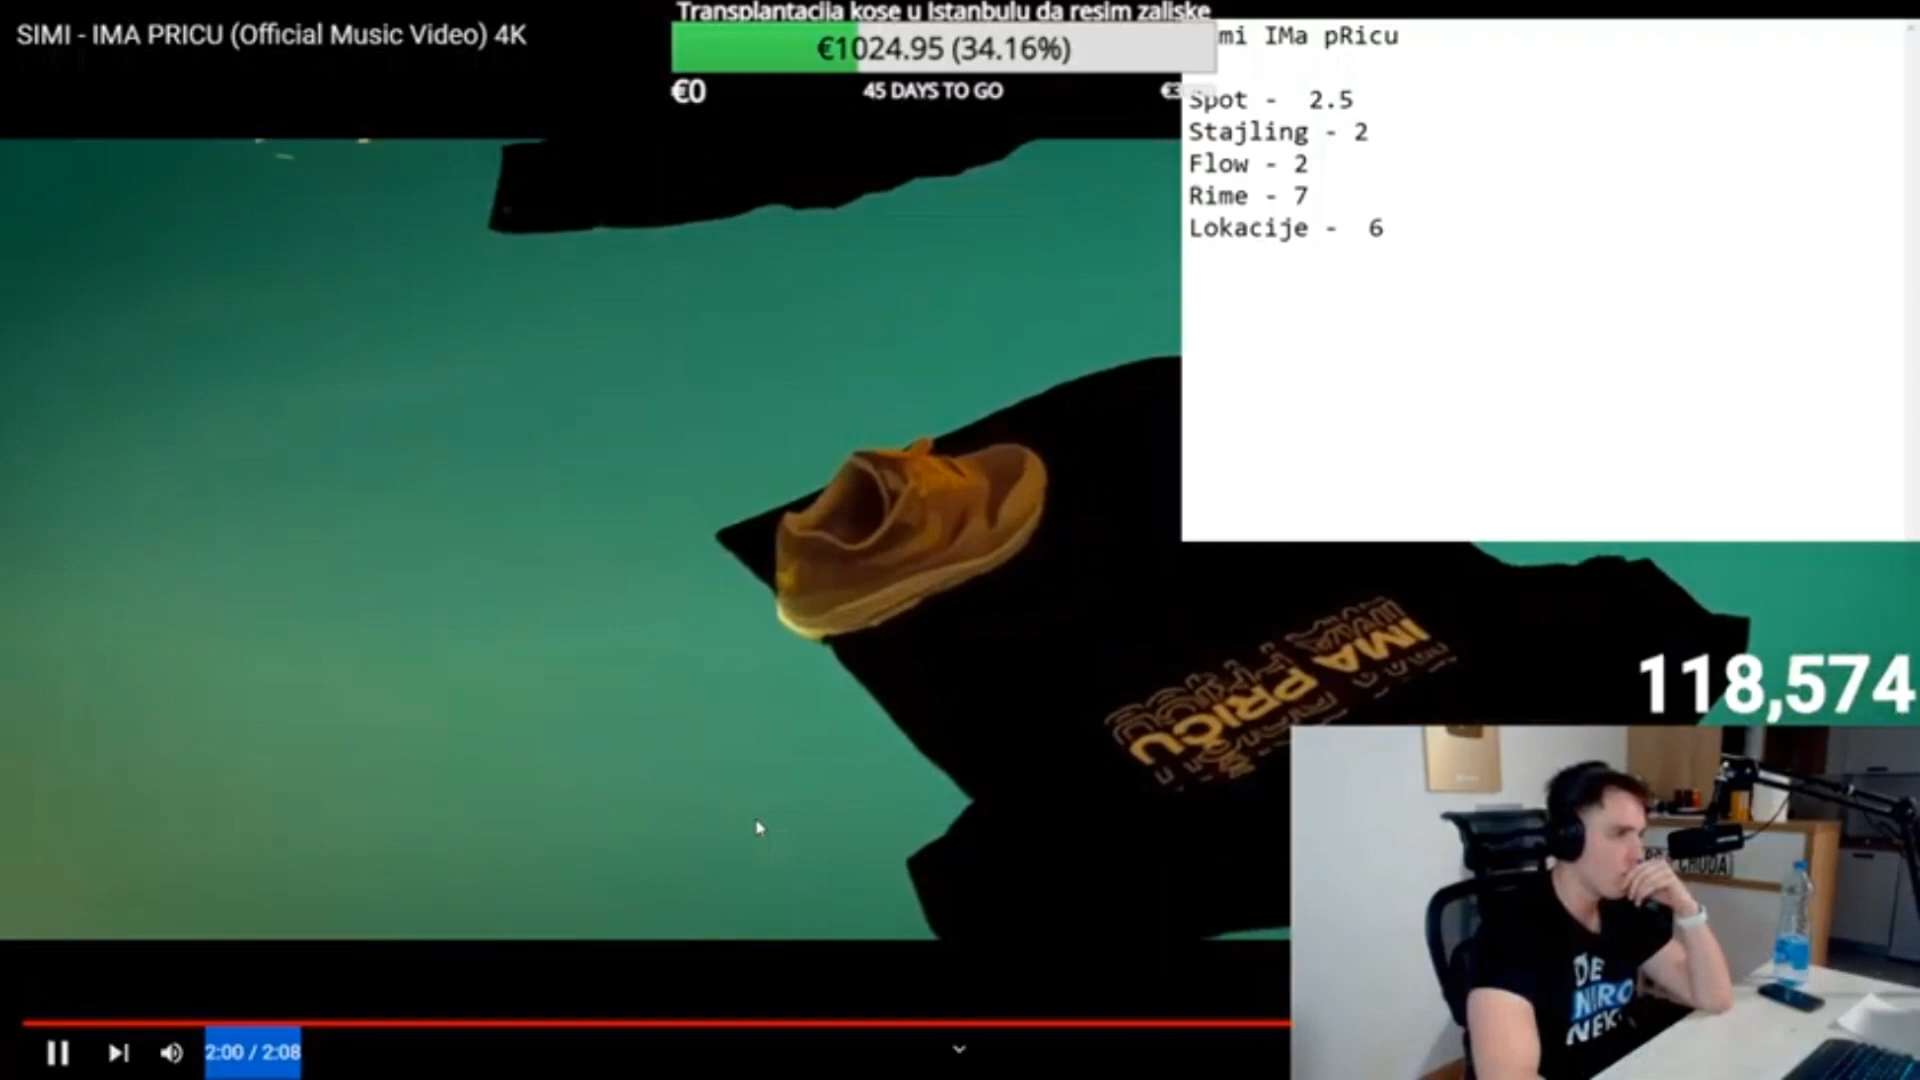 SIMI - IMA PRICU (Official Music Video) 4K
Transplantacija kose u Istanbulu da resim zaliske
€1024.95 (34.16%)
€0
45 DAYS TO GO
mi IMa pRicu
Spot - 2.5
Stajling - 2
Flow - 2
Rime - 7
Lokacije - 6
IMA PRIČU
118,574
DE
NIRO
NEK
2:00 / 2:08